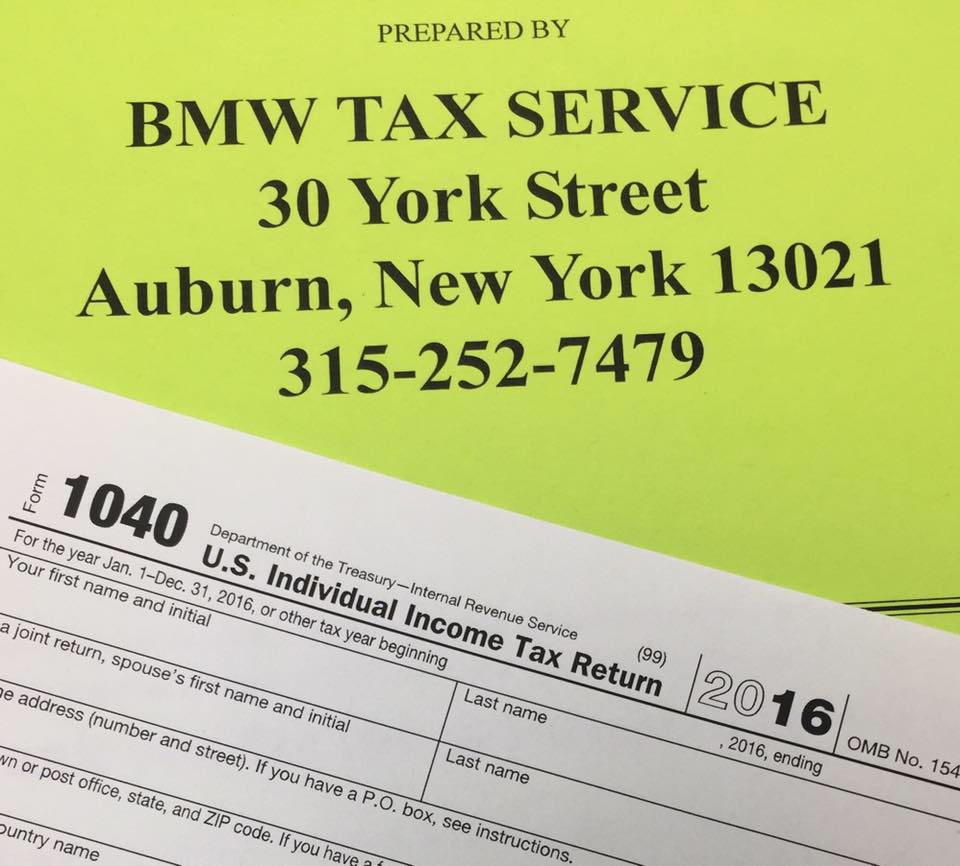 PREPARED BY
BMW TAX SERVICE
30 York Street
Auburn, New York 13021
315-252-7479
Form 1040 Department of the Treasury—Internal Revenue Service (99)
U.S. Individual Income Tax Return 2016 OMB No. 154
For the year Jan. 1–Dec. 31, 2016, or other tax year beginning , 2016, ending
Your first name and initial Last name
a joint return, spouse's first name and initial Last name
address (number and street). If you have a P.O. box, see instructions.
or post office, state, and ZIP code. If you have a
name